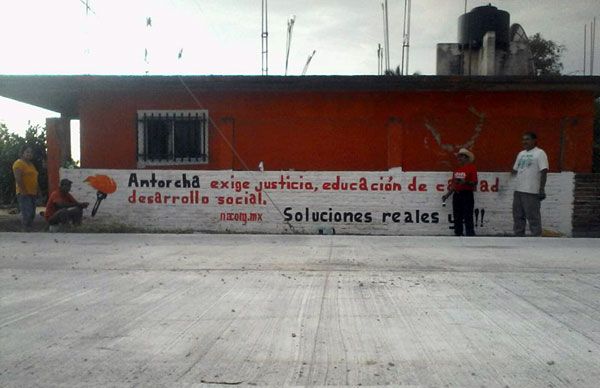 Antorcha exige justicia, educación de
desarrollo social.
Soluciones reales